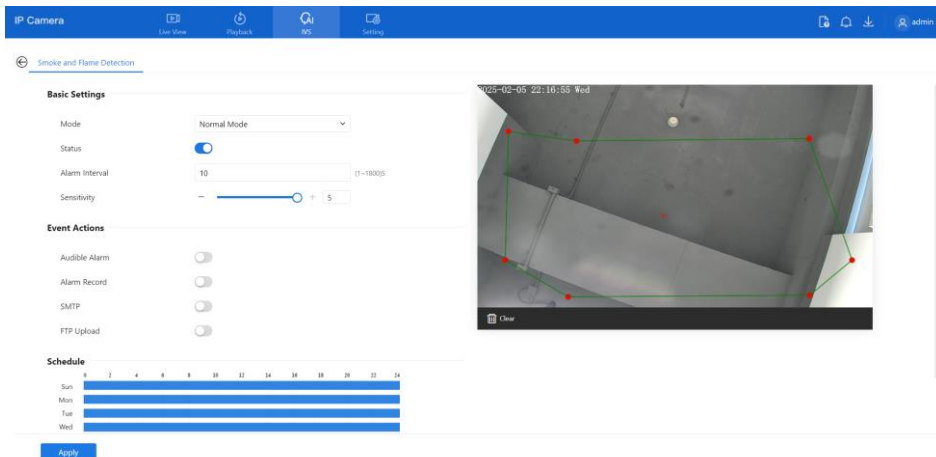 IP Camera
Live View
Playback
IVS
Setting
admin
Smoke and Flame Detection
Basic Settings
Mode Normal Mode
Status
Alarm Interval 10 [1~1800]S
Sensitivity − + 5
Event Actions
Audible Alarm
Alarm Record
SMTP
FTP Upload
Schedule
0 2 4 6 8 10 12 14 16 18 20 22 24
Sun
Mon
Tue
Wed
Apply
2025-02-05 22:16:55 Wed
Clear